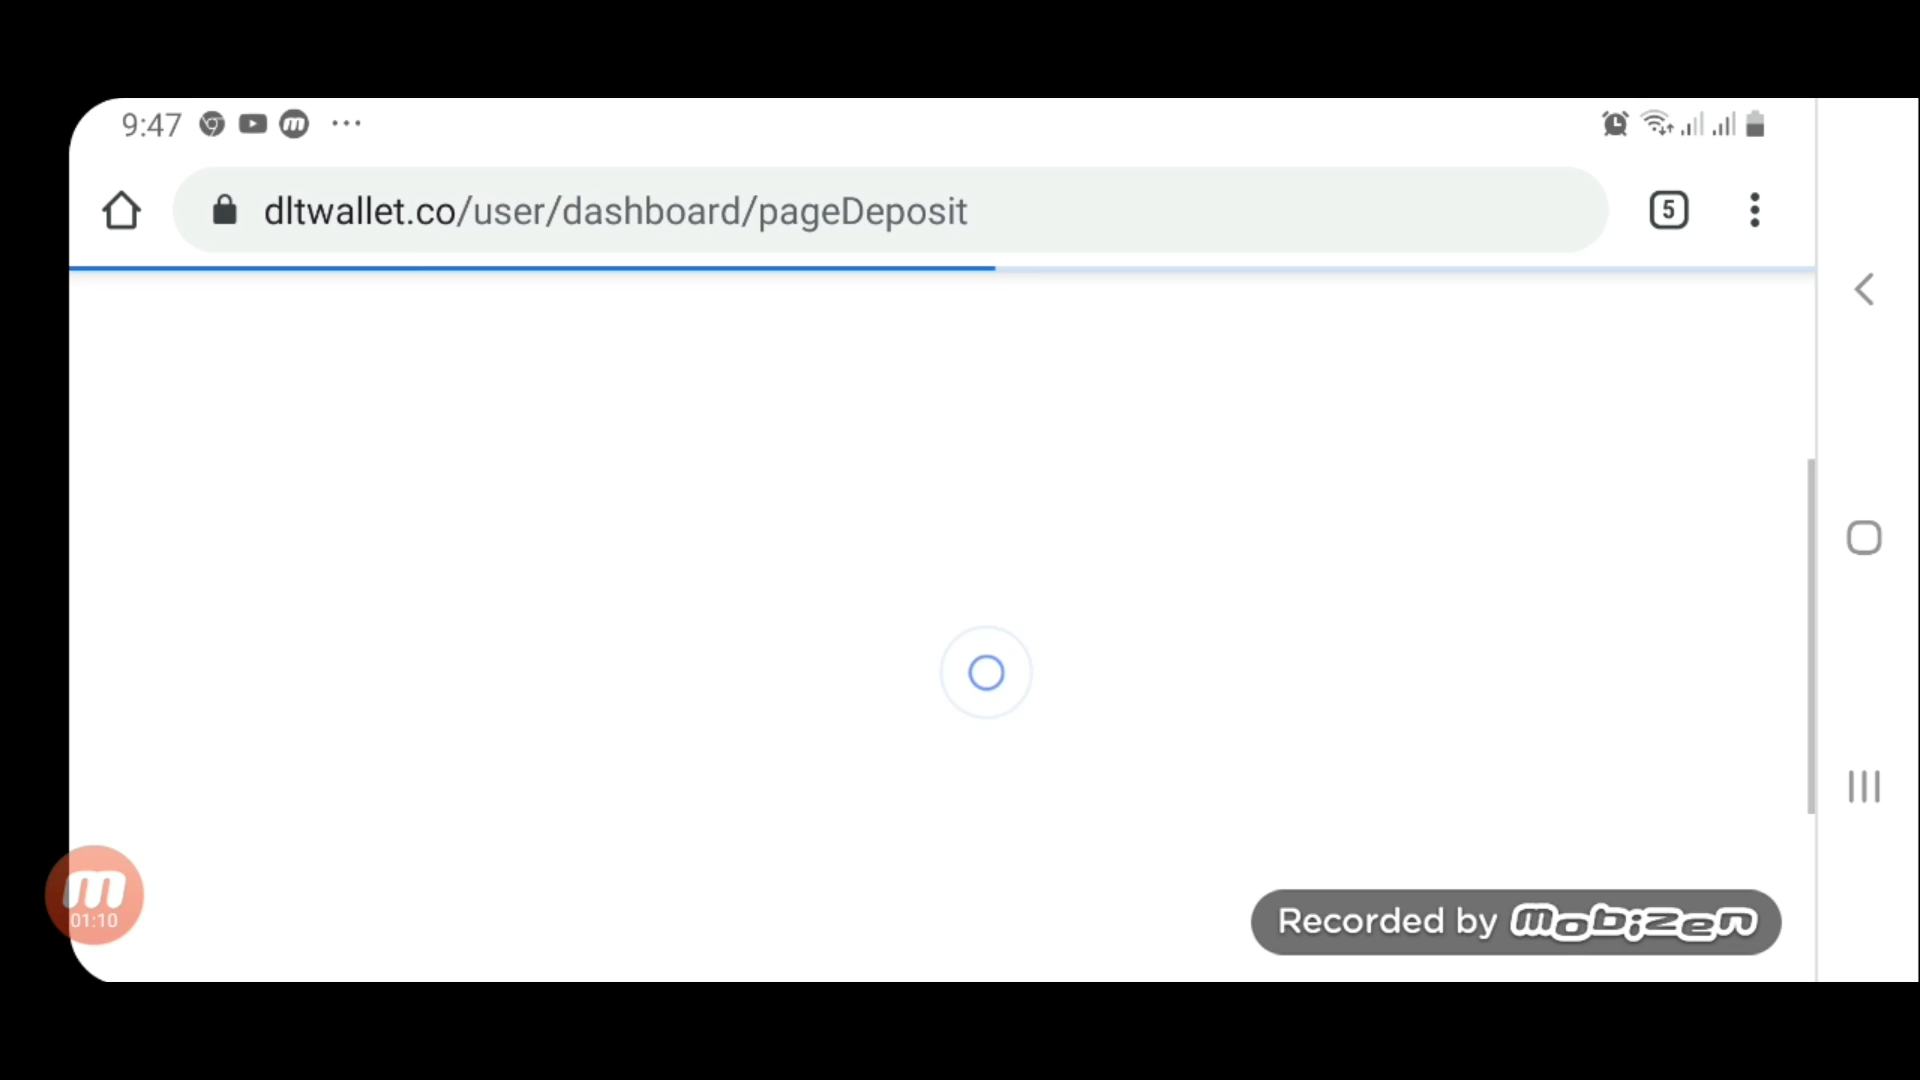 9:47
dltwallet.co/user/dashboard/pageDeposit
5
m
01:10
Recorded by mobizen